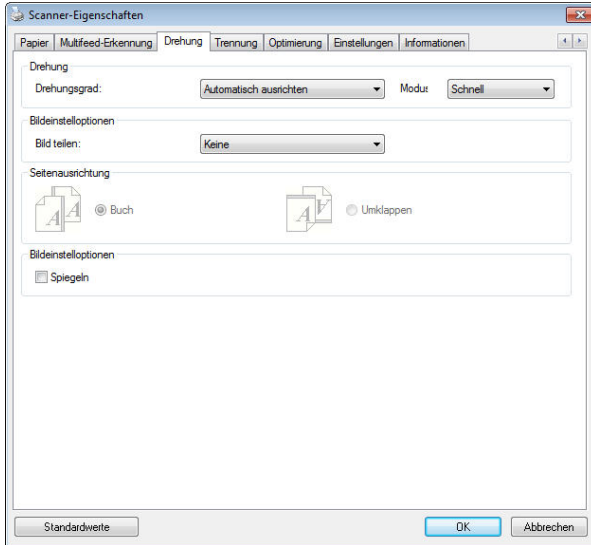 Scanner-Eigenschaften
Papier Multifeed-Erkennung Drehung Trennung Optimierung Einstellungen Informationen
Drehung
Drehungsgrad: Automatisch ausrichten Modus Schnell
Bildeinstelloptionen
Bild teilen: Keine
Seitenausrichtung
A A Buch A A Umklappen
Bildeinstelloptionen
Spiegeln
Standardwerte OK Abbrechen